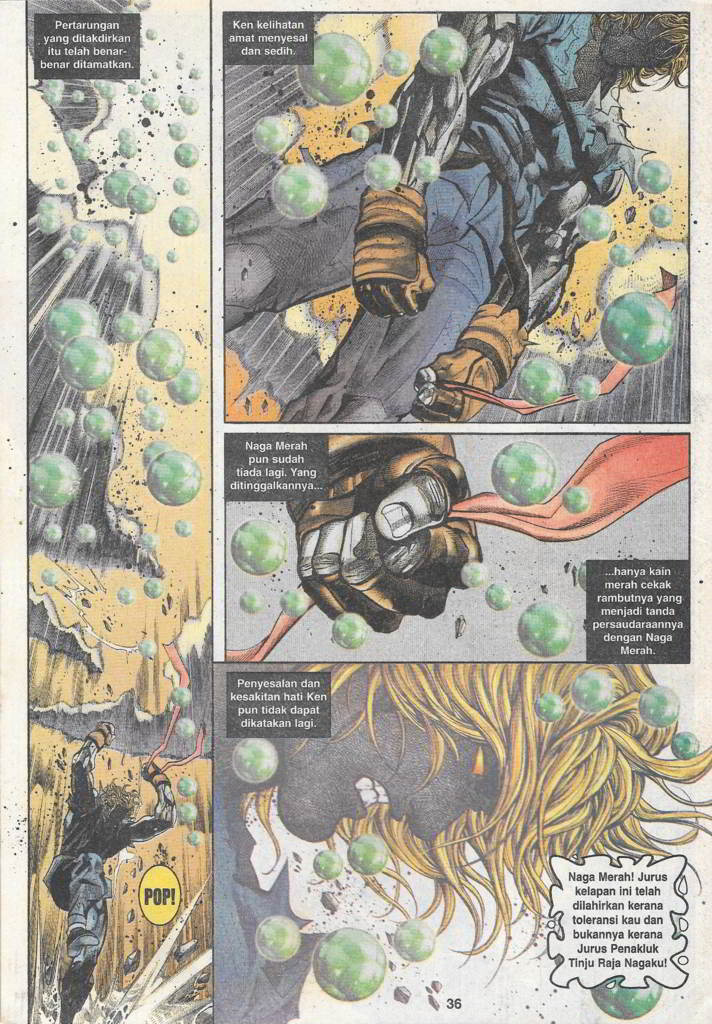 Pertarungan
yang ditakdirkan
itu telah benar-
benar ditamatkan.
Ken kelihatan
amat menyesal
dan sedih.
Naga Merah
pun sudah
tiada lagi. Yang
ditinggalkannya...
...hanya kain
merah cekak
rambutnya yang
menjadi tanda
persaudaraannya
dengan Naga
Merah.
Penyesalan dan
kesakitan hati Ken
pun tidak dapat
dikatakan lagi.
POP!
Naga Merah! Jurus
kelapan ini telah
dilahirkan kerana
toleransi kau dan
bukannya kerana
Jurus Penakluk
Tinju Raja Nagaku!
36